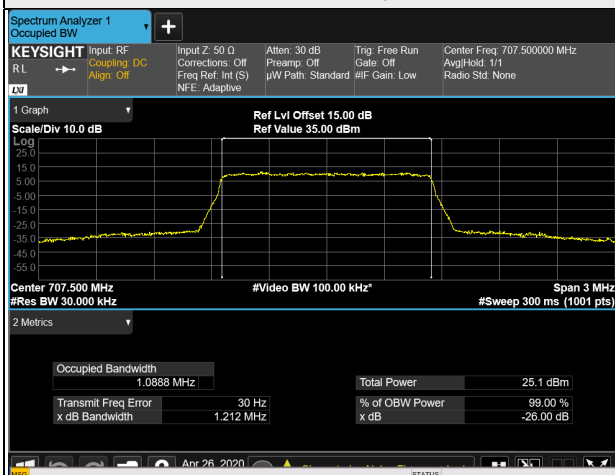 Spectrum Analyzer 1
Occupied BW
KEYSIGHT
R L
LXI
Input: RF
Coupling: DC
Align: Off
Input Z: 50 Ω
Corrections: Off
Freq Ref: Int (S)
NFE: Adaptive
Atten: 30 dB
Preamp: Off
µW Path: Standard
Trig: Free Run
Gate: Off
#IF Gain: Low
Center Freq: 707.500000 MHz
Avg|Hold: 1/1
Radio Std: None
1 Graph
Scale/Div 10.0 dB
Ref Lvl Offset 15.00 dB
Ref Value 35.00 dBm
Log
25.0
15.0
5.00
-5.00
-15.0
-25.0
-35.0
-45.0
-55.0
Center 707.500 MHz
#Video BW 100.00 kHz*
Span 3 MHz
#Res BW 30.000 kHz
#Sweep 300 ms (1001 pts)
2 Metrics
Occupied Bandwidth
1.0888 MHz
Total Power 25.1 dBm
Transmit Freq Error 30 Hz
% of OBW Power 99.00 %
x dB Bandwidth 1.212 MHz
x dB -26.00 dB
Apr 26, 2020
MSG
STATUS